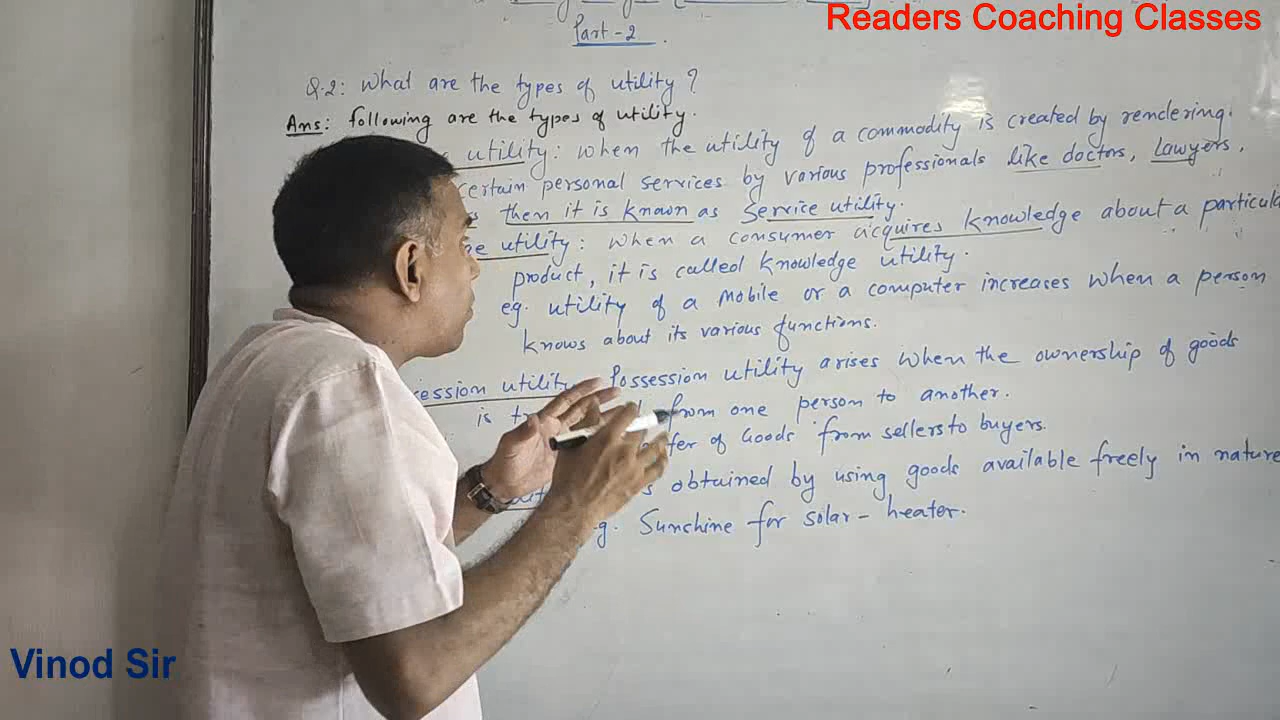 Readers Coaching Classes
Part-2
Q.2: What are the types of utility?
Ans: following are the types of utility.
utility: When the utility of a commodity is created by rendering
certain personal services by various professionals like doctors, Lawyers,
them it is known as Service utility.
utility: When a consumer acquires knowledge about a particula
product, it is called knowledge utility.
eg. utility of a mobile or a computer increases when a person
knows about its various functions.
ession utility Possession utility arises when the ownership of goods
is from one person to another.
of Goods from sellers to buyers.
obtained by using goods available freely in nature
g. Sunshine for solar-heater.
Vinod Sir